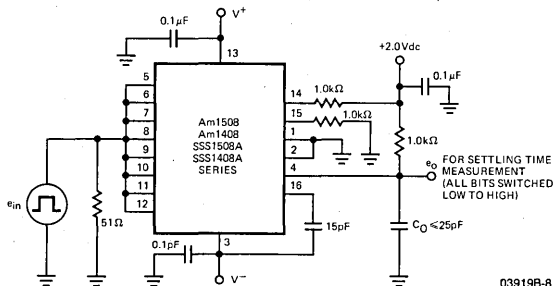 V+
0.1μF
13
+2.0Vdc
0.1μF
5
6
7
8
9
10
11
12
Am1508
Am1408
SSS1508A
SSS1408A
SERIES
14
15
1
2
4
16
3
1.0kΩ
1.0kΩ
1.0kΩ
eo
FOR SETTLING TIME
MEASUREMENT
(ALL BITS SWITCHED
LOW TO HIGH)
ein
51Ω
0.1pF
15pF
CO ≤25pF
V−
03919B-8